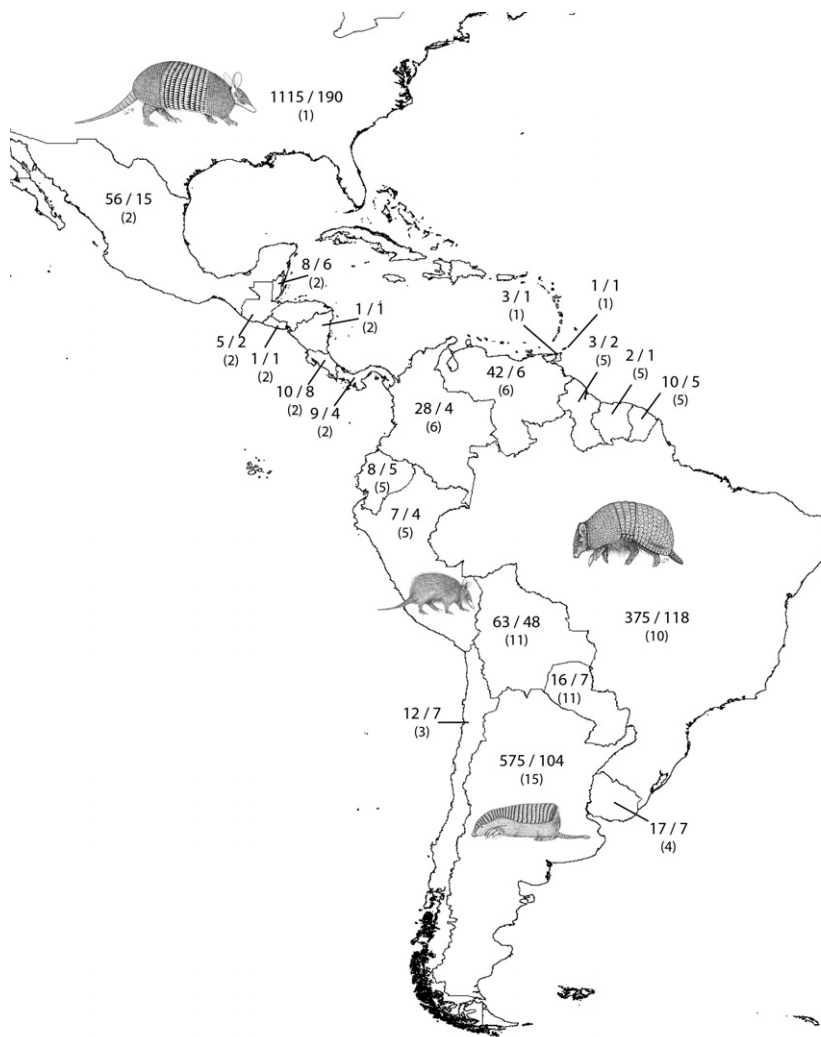 1115 / 190
(1)
56 / 15
(2)
8 / 6
(2)
1 / 1
(2)
5 / 2
(2)
1 / 1
(2)
10 / 8
(2)
9 / 4
(2)
3 / 1
(1)
1 / 1
(1)
3 / 2
(5)
2 / 1
(5)
10 / 5
(5)
42 / 6
(6)
28 / 4
(6)
8 / 5
(5)
7 / 4
(5)
375 / 118
(10)
63 / 48
(11)
16 / 7
(11)
12 / 7
(3)
575 / 104
(15)
17 / 7
(4)